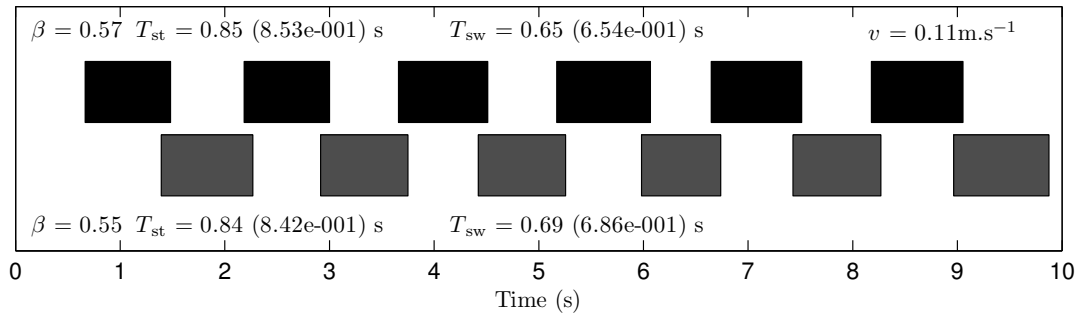 β = 0.57 T_st = 0.85 (8.53e-001) s T_sw = 0.65 (6.54e-001) s v = 0.11m.s⁻¹
β = 0.55 T_st = 0.84 (8.42e-001) s T_sw = 0.69 (6.86e-001) s
0 1 2 3 4 5 6 7 8 9 10
Time (s)